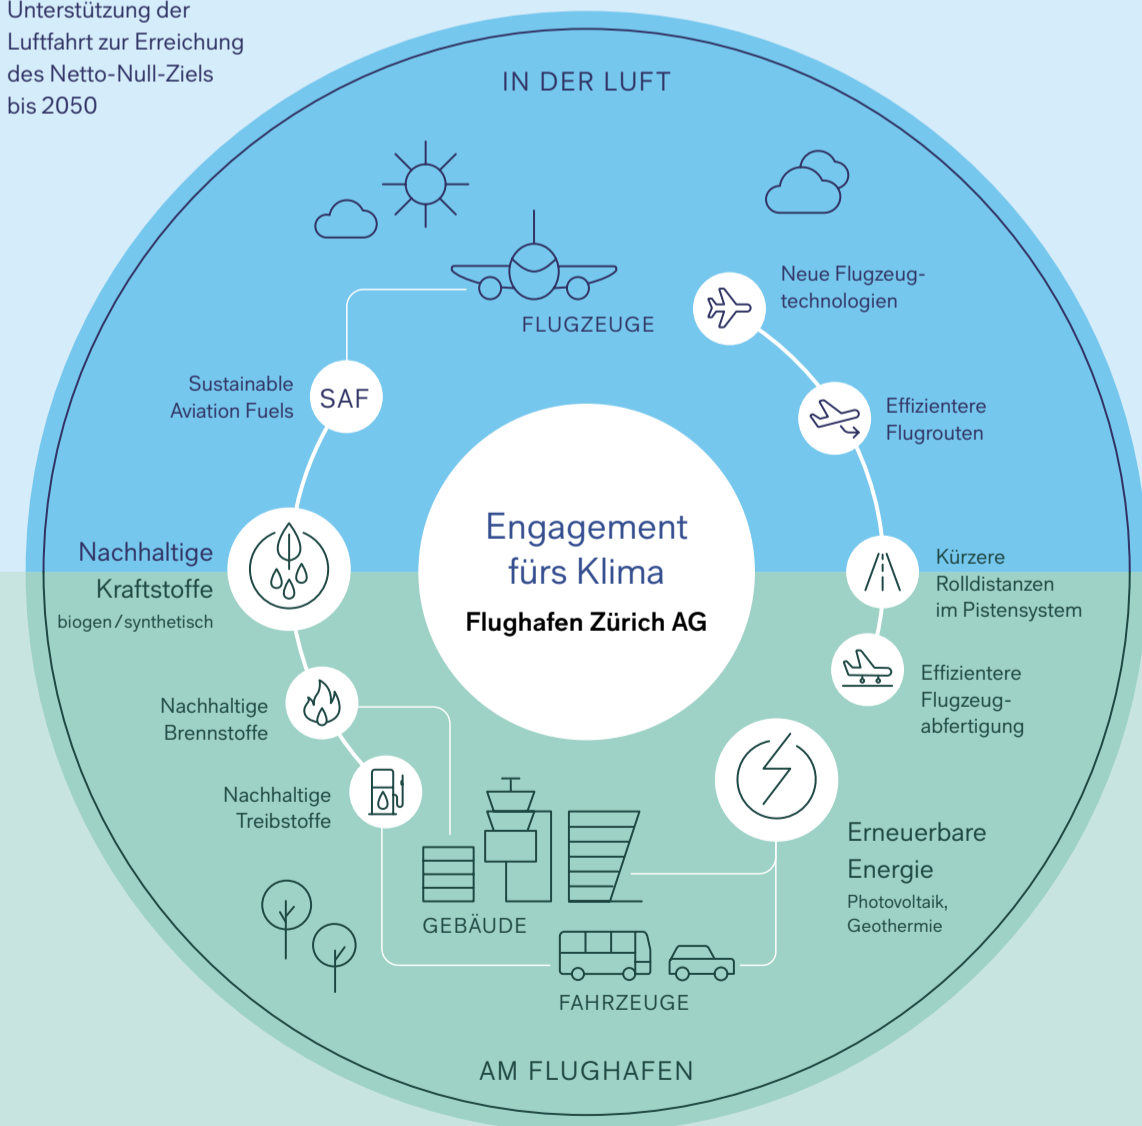 Unterstützung der
Luftfahrt zur Erreichung
des Netto-Null-Ziels
bis 2050
IN DER LUFT
FLUGZEUGE
Neue Flugzeug-
technologien
Sustainable
Aviation Fuels
SAF
Effizientere
Flugrouten
Engagement
fürs Klima
Flughafen Zürich AG
Nachhaltige
Kraftstoffe
biogen/synthetisch
Kürzere
Rolldistanzen
im Pistensystem
Effizientere
Flugzeug-
abfertigung
Nachhaltige
Brennstoffe
Nachhaltige
Treibstoffe
Erneuerbare
Energie
Photovoltaik,
Geothermie
GEBÄUDE
FAHRZEUGE
AM FLUGHAFEN